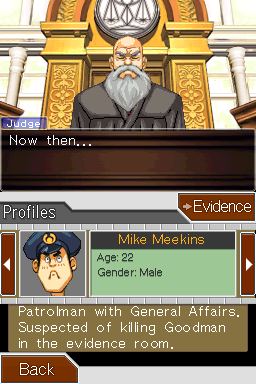 Judge
Now then...
Profiles
Evidence
Mike Meekins
Age: 22
Gender: Male
Patrolman with General Affairs.
Suspected of killing Goodman
in the evidence room.
Back